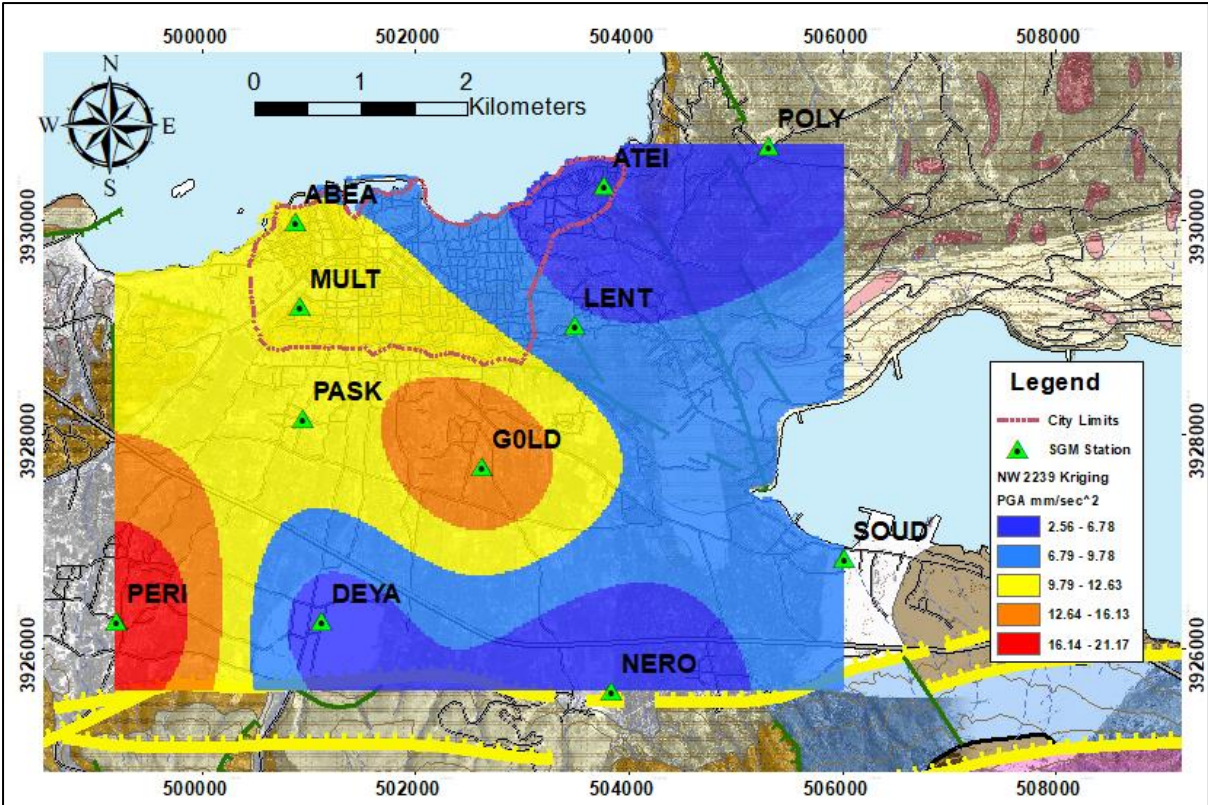 500000 502000 504000 506000 508000
N
W E
S
0 1 2
Kilometers
POLY
ATEI
ABEA
3930000 3930000
MULT
LENT
PASK
G0LD
3928000 3928000
SOUD
PERI
DEYA
NERO
3926000 3926000
Legend
City Limits
SGM Station
NW 2239 Kriging
PGA mm/sec^2
2.56 - 6.78
6.79 - 9.78
9.79 - 12.63
12.64 - 16.13
16.14 - 21.17
500000 502000 504000 506000 508000